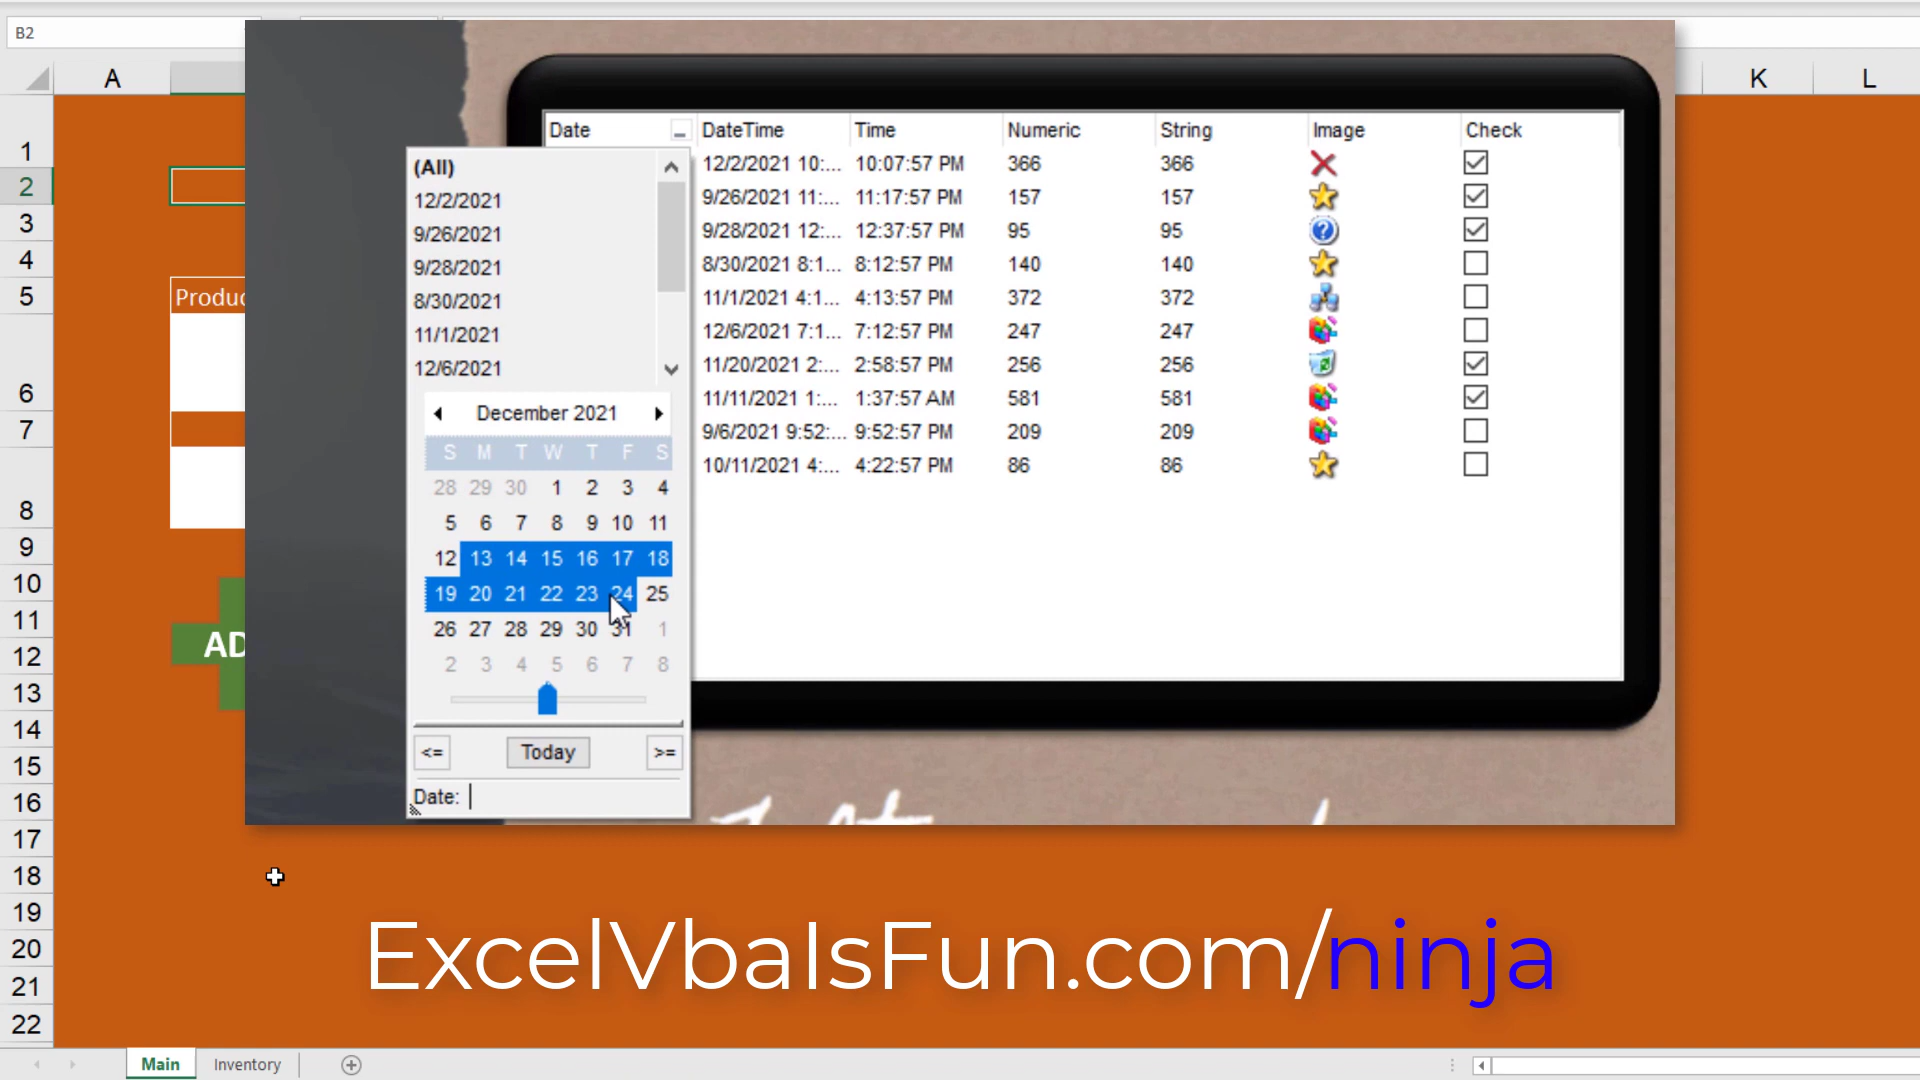 B2
A K L
Date DateTime Time Numeric String Image Check
(All)
12/2/2021
9/26/2021
9/28/2021
8/30/2021
11/1/2021
12/6/2021
12/2/2021 10:... 10:07:57 PM 366 366
9/26/2021 11:... 11:17:57 PM 157 157
9/28/2021 12:... 12:37:57 PM 95 95
8/30/2021 8:1... 8:12:57 PM 140 140
11/1/2021 4:1... 4:13:57 PM 372 372
12/6/2021 7:1... 7:12:57 PM 247 247
11/20/2021 2:... 2:58:57 PM 256 256
11/11/2021 1:... 1:37:57 AM 581 581
9/6/2021 9:52:... 9:52:57 PM 209 209
10/11/2021 4:... 4:22:57 PM 86 86
December 2021
S M T W T F S
28 29 30 1 2 3 4
5 6 7 8 9 10 11
12 13 14 15 16 17 18
19 20 21 22 23 24 25
26 27 28 29 30 31 1
2 3 4 5 6 7 8
<= Today >=
Date:
1
2
3
4
5 Produc
6
7
8
9
10
11
12 AD
13
14
15
16
17
18
19
20
21
22
ExcelVbaIsFun.com/ninja
Main Inventory